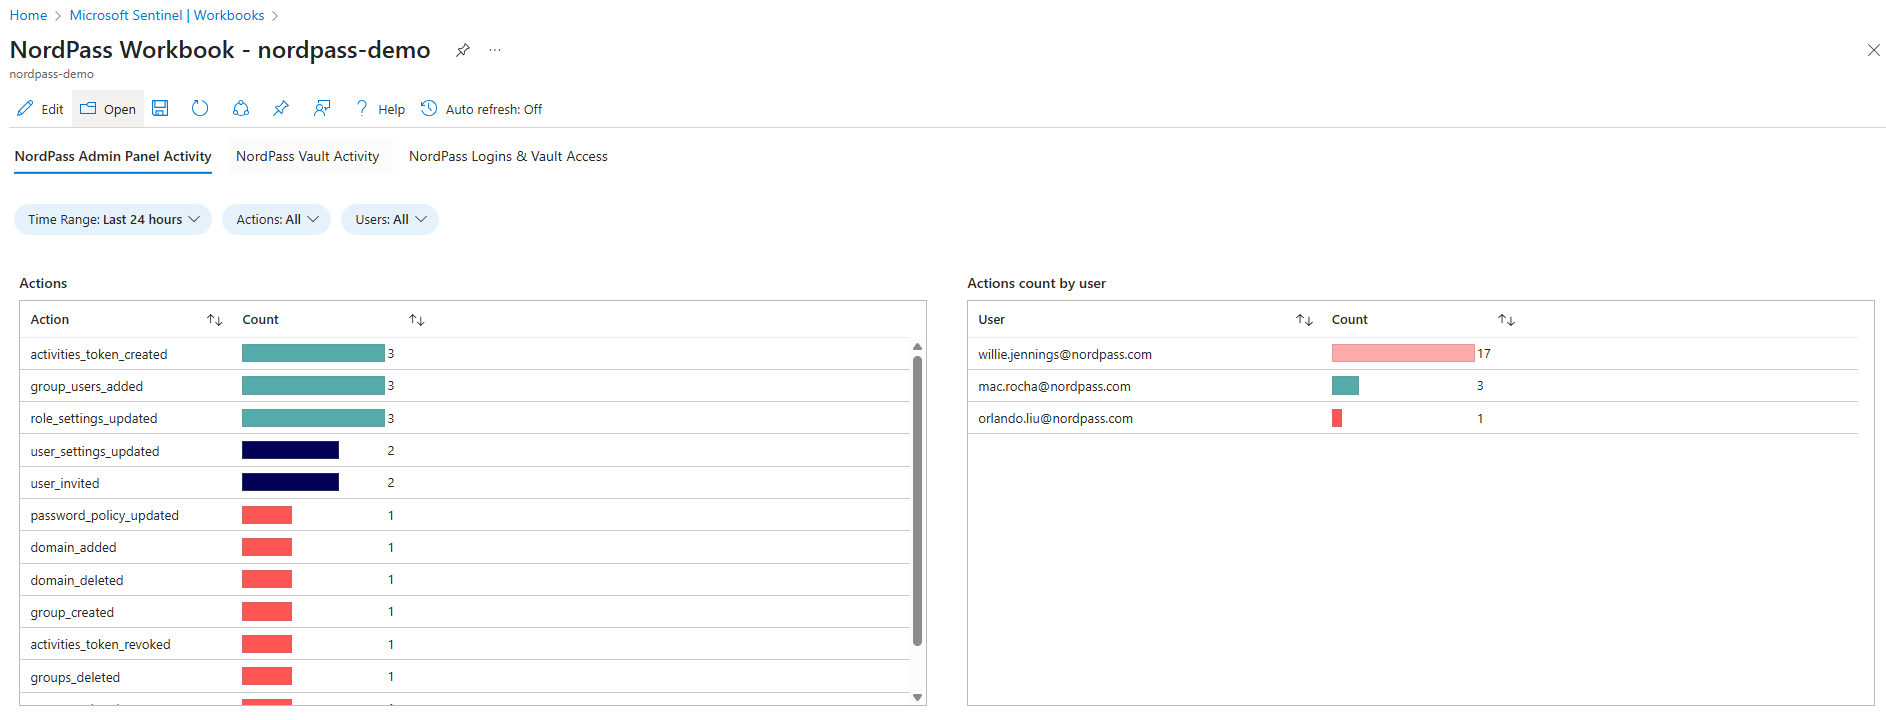 Home > Microsoft Sentinel | Workbooks >
NordPass Workbook - nordpass-demo ...
nordpass-demo
Edit Open Help Auto refresh: Off
NordPass Admin Panel Activity NordPass Vault Activity NordPass Logins & Vault Access
Time Range: Last 24 hours Actions: All Users: All
Actions
Action Count
activities_token_created 3
group_users_added 3
role_settings_updated 3
user_settings_updated 2
user_invited 2
password_policy_updated 1
domain_added 1
domain_deleted 1
group_created 1
activities_token_revoked 1
groups_deleted 1
Actions count by user
User Count
willie.jennings@nordpass.com 17
mac.rocha@nordpass.com 3
orlando.liu@nordpass.com 1